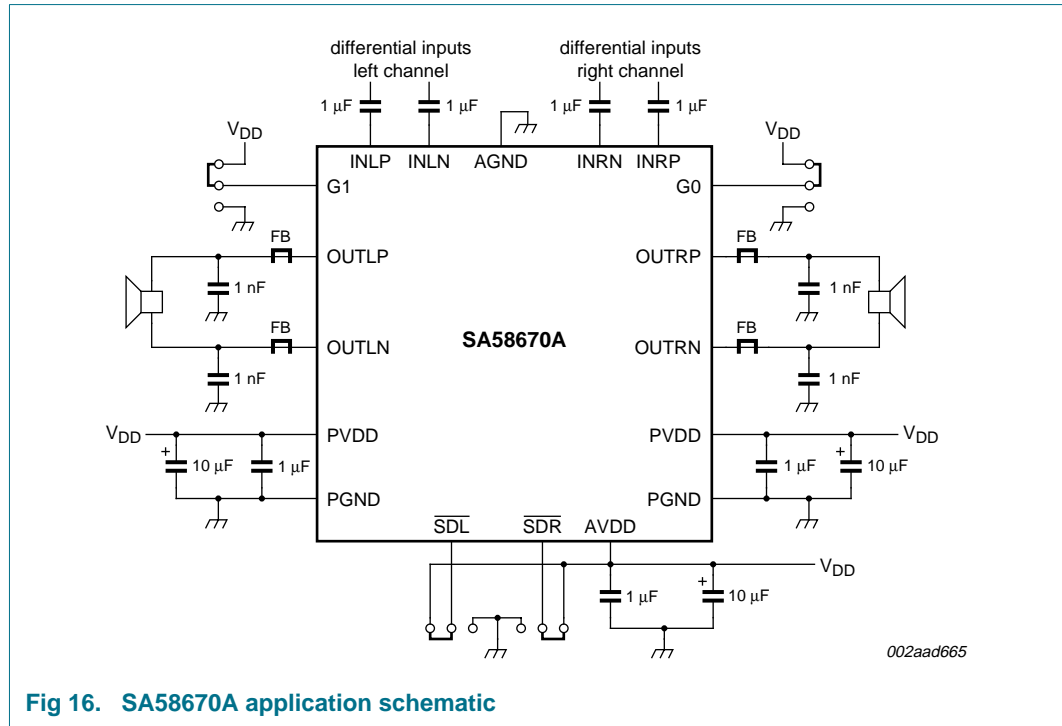 differential inputs
left channel
differential inputs
right channel
1 μF
1 μF
1 μF
1 μF
VDD
VDD
INLP
INLN
AGND
INRN
INRP
G1
G0
FB
FB
OUTLP
OUTRP
1 nF
1 nF
FB
FB
OUTLN
SA58670A
OUTRN
1 nF
1 nF
VDD
PVDD
PVDD
VDD
+
10 μF
1 μF
1 μF
+
10 μF
PGND
PGND
SDL
SDR
AVDD
VDD
1 μF
+
10 μF
002aad665
Fig 16. SA58670A application schematic